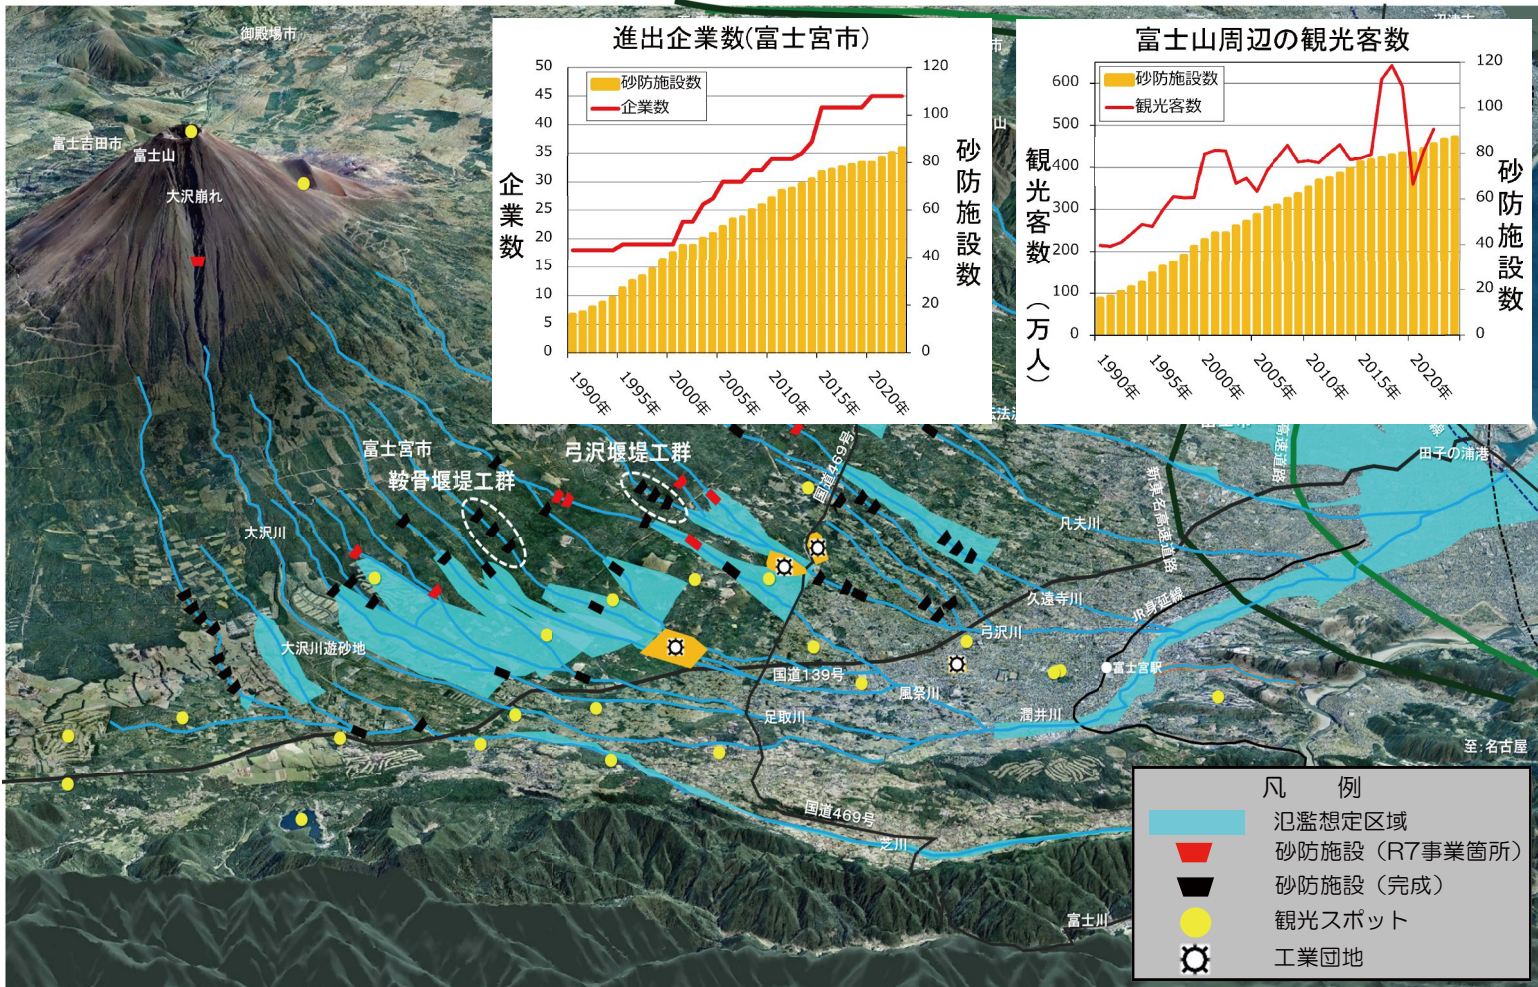 御殿場市
沼津市
富士吉田市
富士山
大沢崩れ
進出企業数(富士宮市)
砂防施設数
企業数
企業数
砂防施設数
50
45
40
35
30
25
20
15
10
5
0
120
100
80
60
40
20
0
1990年
1995年
2000年
2005年
2010年
2015年
2020年
市
山
富士山周辺の観光客数
砂防施設数
観光客数
観光客数(万人)
砂防施設数
600
500
400
300
200
100
0
120
100
80
60
40
20
0
1990年
1995年
2000年
2005年
2010年
2015年
2020年
富士宮市
弓沢堰堤工群
鞍骨堰堤工群
国道469号
新東名高速道路
高速道路
線
田子の浦港
大沢川
凡夫川
久遠寺川
JR身延線
弓沢川
大沢川遊砂地
富士宮駅
国道139号
風祭川
足取川
潤井川
至:名古屋
国道469号
芝川
富士川
凡 例
氾濫想定区域
砂防施設(R7事業箇所)
砂防施設(完成)
観光スポット
工業団地